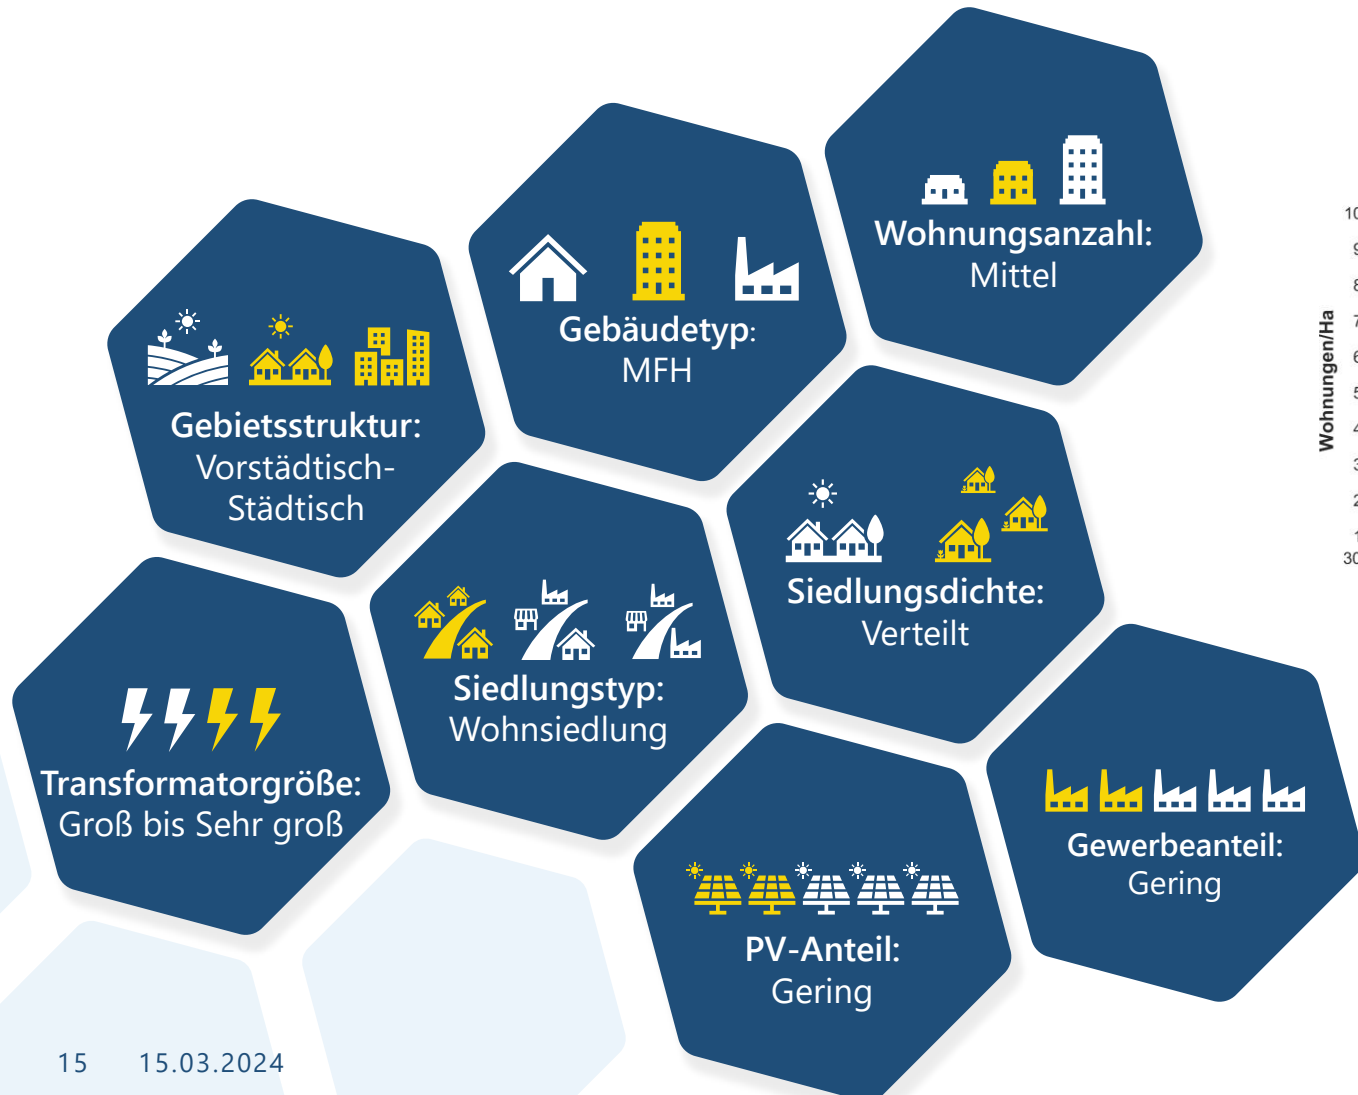 Wohnungsanzahl:
Mittel
Gebäudetyp:
MFH
Gebietsstruktur:
Vorstädtisch-
Städtisch
Siedlungsdichte:
Verteilt
Siedlungstyp:
Wohnsiedlung
Transformatorgröße:
Groß bis Sehr groß
Gewerbeanteil:
Gering
PV-Anteil:
Gering
Wohnungen/Ha
15 15.03.2024